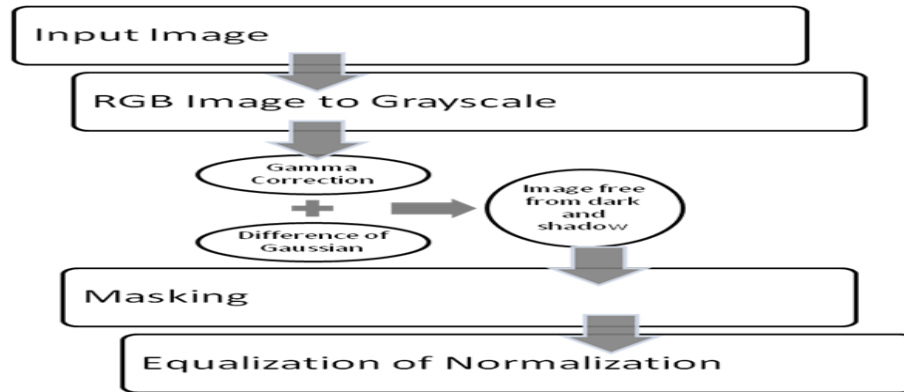 Input Image
RGB Image to Grayscale
Gamma
Correction
+
Difference of
Gaussian
Image free
from dark
and
shadow
Masking
Equalization of Normalization